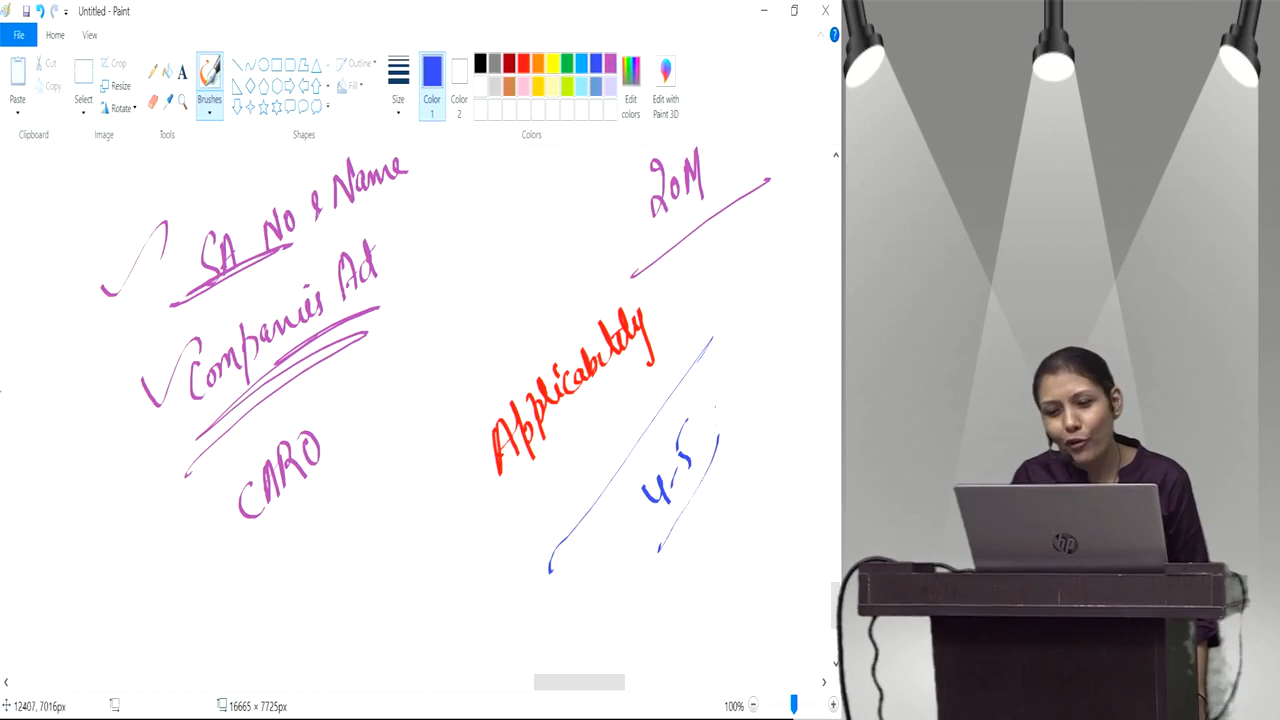 Untitled - Paint
File Home View
Paste
Cut
Copy
Clipboard
Select
Crop
Resize
Rotate
Image
A
Tools
Brushes
Outline
Fill
Shapes
Size
Color 1
Color 2
Edit colors
Edit with Paint 3D
Colors
SA No & Name
20M
Companies Act
Applicabitely
CARO
4-5
hp
12407, 7016px
16665 × 7725px
100%